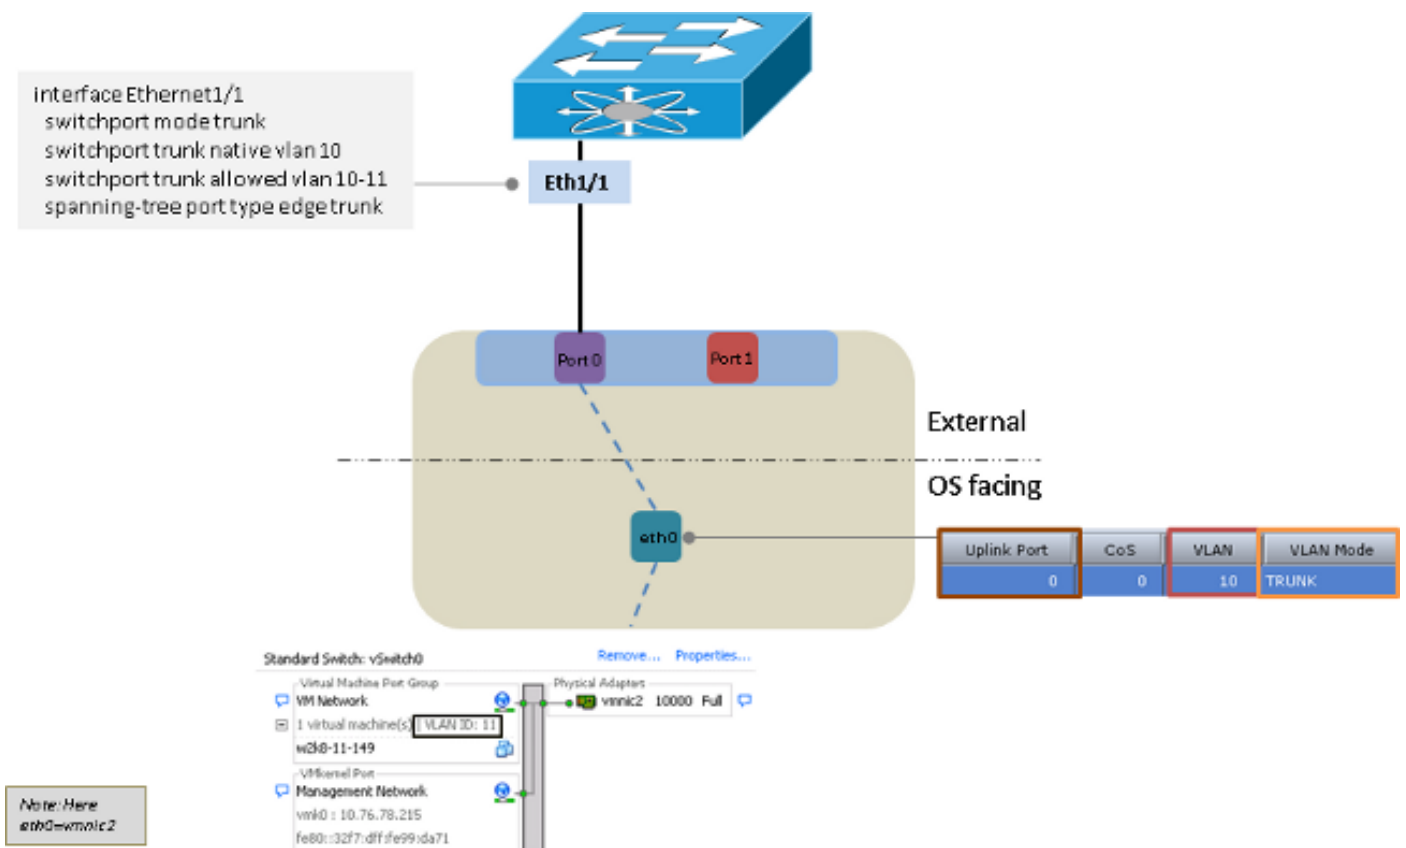 interface Ethernet1/1
switchport mode trunk
switchport trunk native vlan 10
switchport trunk allowed vlan 10-11
spanning-tree port type edge trunk
Eth1/1
Port 0
Port 1
External
OS facing
eth0
Uplink Port CoS VLAN VLAN Mode
0 0 10 TRUNK
Standard Switch: vSwitch0 Remove... Properties...
Virtual Machine Port Group Physical Adapters
VM Network vmnic2 10000 Full
1 virtual machine(s) | VLAN ID: 11
w2k8-11-149
VMkernel Port
Management Network
vmk0 : 10.76.78.215
fe80::32f7:dff:fe99:da71
Note: Here
eth0=vmnic2